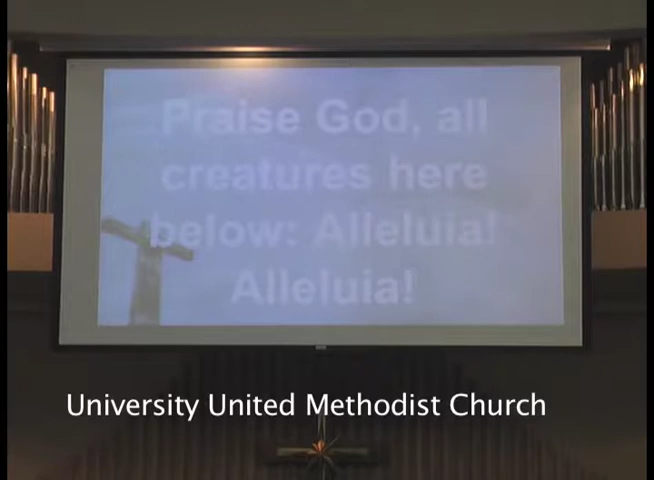 Praise God, all
creatures here
below: Alleluia!
Alleluia!
University United Methodist Church